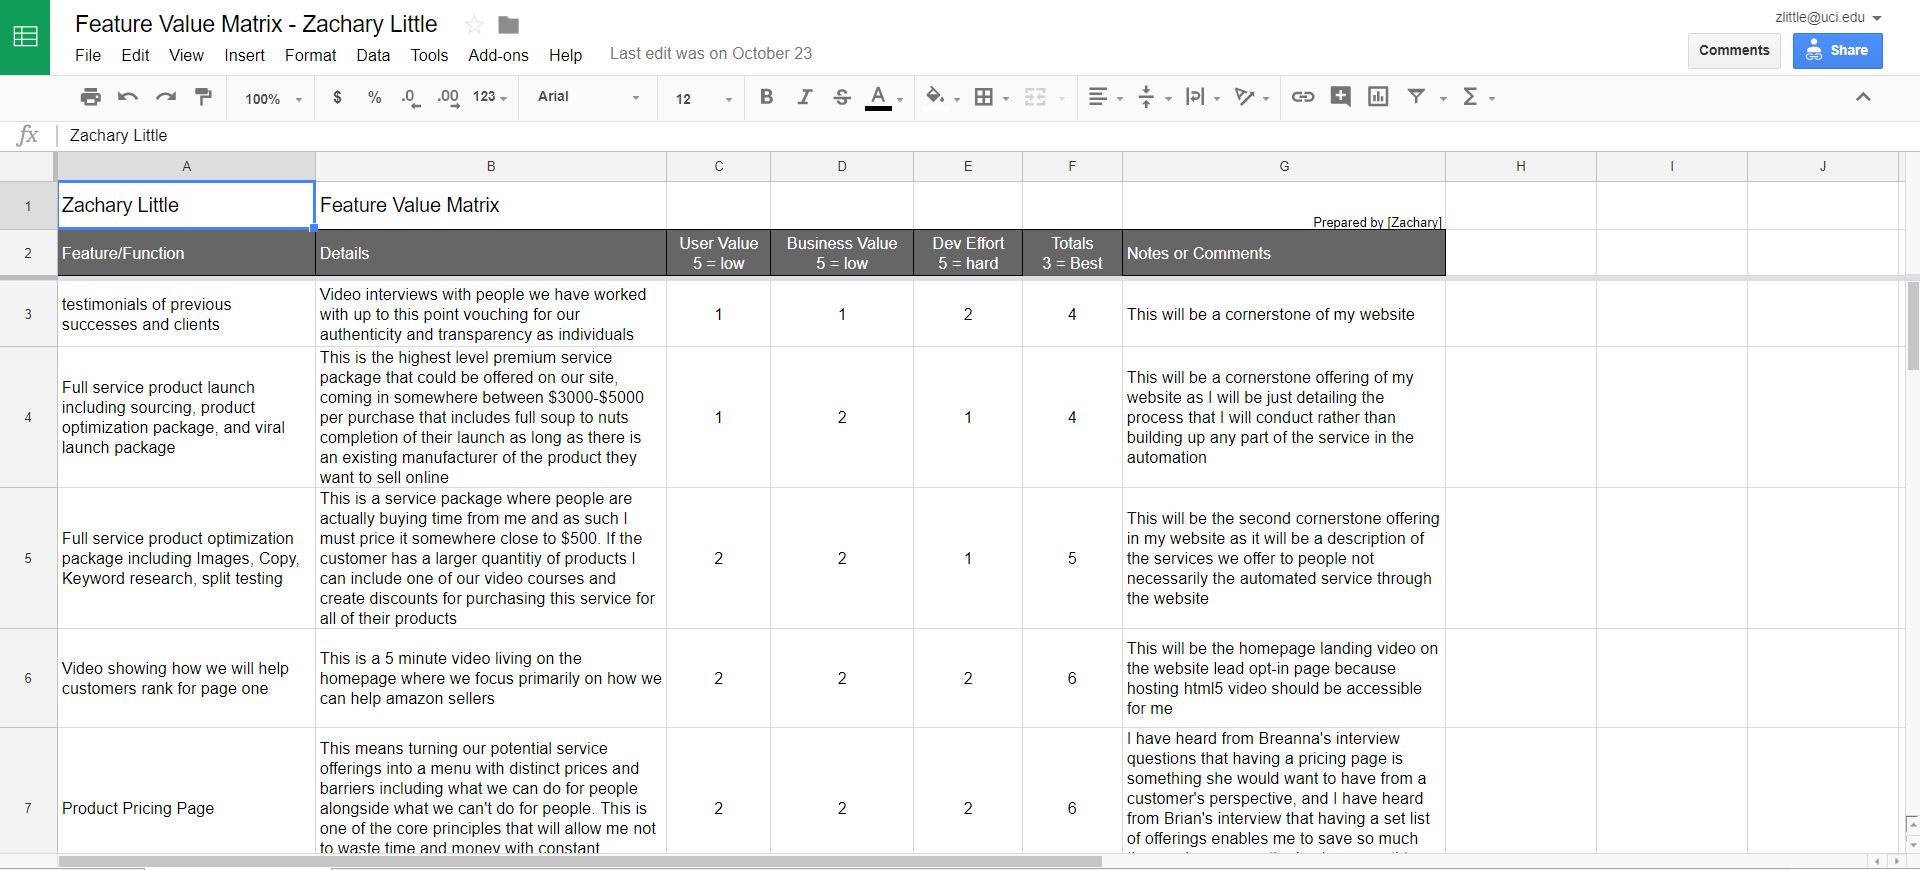 Feature Value Matrix - Zachary Little
zlittle@uci.edu
File Edit View Insert Format Data Tools Add-ons Help Last edit was on October 23
Comments
Share
100% $ % .0 .00 123 Arial 12 B I S A Σ
fx Zachary Little
A B C D E F G H I J
1 Zachary Little Feature Value Matrix
Prepared by [Zachary]
2 Feature/Function
Details
User Value
5 = low
Business Value
5 = low
Dev Effort
5 = hard
Totals
3 = Best
Notes or Comments
3
testimonials of previous
successes and clients
Video interviews with people we have worked
with up to this point vouching for our
authenticity and transparency as individuals
1 1 2 4
This will be a cornerstone of my website
4
Full service product launch
including sourcing, product
optimization package, and viral
launch package
This is the highest level premium service
package that could be offered on our site,
coming in somewhere between $3000-$5000
per purchase that includes full soup to nuts
completion of their launch as long as there is
an existing manufacturer of the product they
want to sell online
1 2 1 4
This will be a cornerstone offering of my
website as I will be just detailing the
process that I will conduct rather than
building up any part of the service in the
automation
5
Full service product optimization
package including Images, Copy,
Keyword research, split testing
This is a service package where people are
actually buying time from me and as such I
must price it somewhere close to $500. If the
customer has a larger quantitiy of products I
can include one of our video courses and
create discounts for purchasing this service for
all of their products
2 2 1 5
This will be the second cornerstone offering
in my website as it will be a description of
the services we offer to people not
necessarily the automated service through
the website
6
Video showing how we will help
customers rank for page one
This is a 5 minute video living on the
homepage where we focus primarily on how we
can help amazon sellers
2 2 2 6
This will be the homepage landing video on
the website lead opt-in page because
hosting html5 video should be accessible
for me
7
Product Pricing Page
This means turning our potential service
offerings into a menu with distinct prices and
barriers including what we can do for people
alongside what we can't do for people. This is
one of the core principles that will allow me not
to waste time and money with constant
2 2 2 6
I have heard from Breanna's interview
questions that having a pricing page is
something she would want to have from a
customer's perspective, and I have heard
from Brian's interview that having a set list
of offerings enables me to save so much